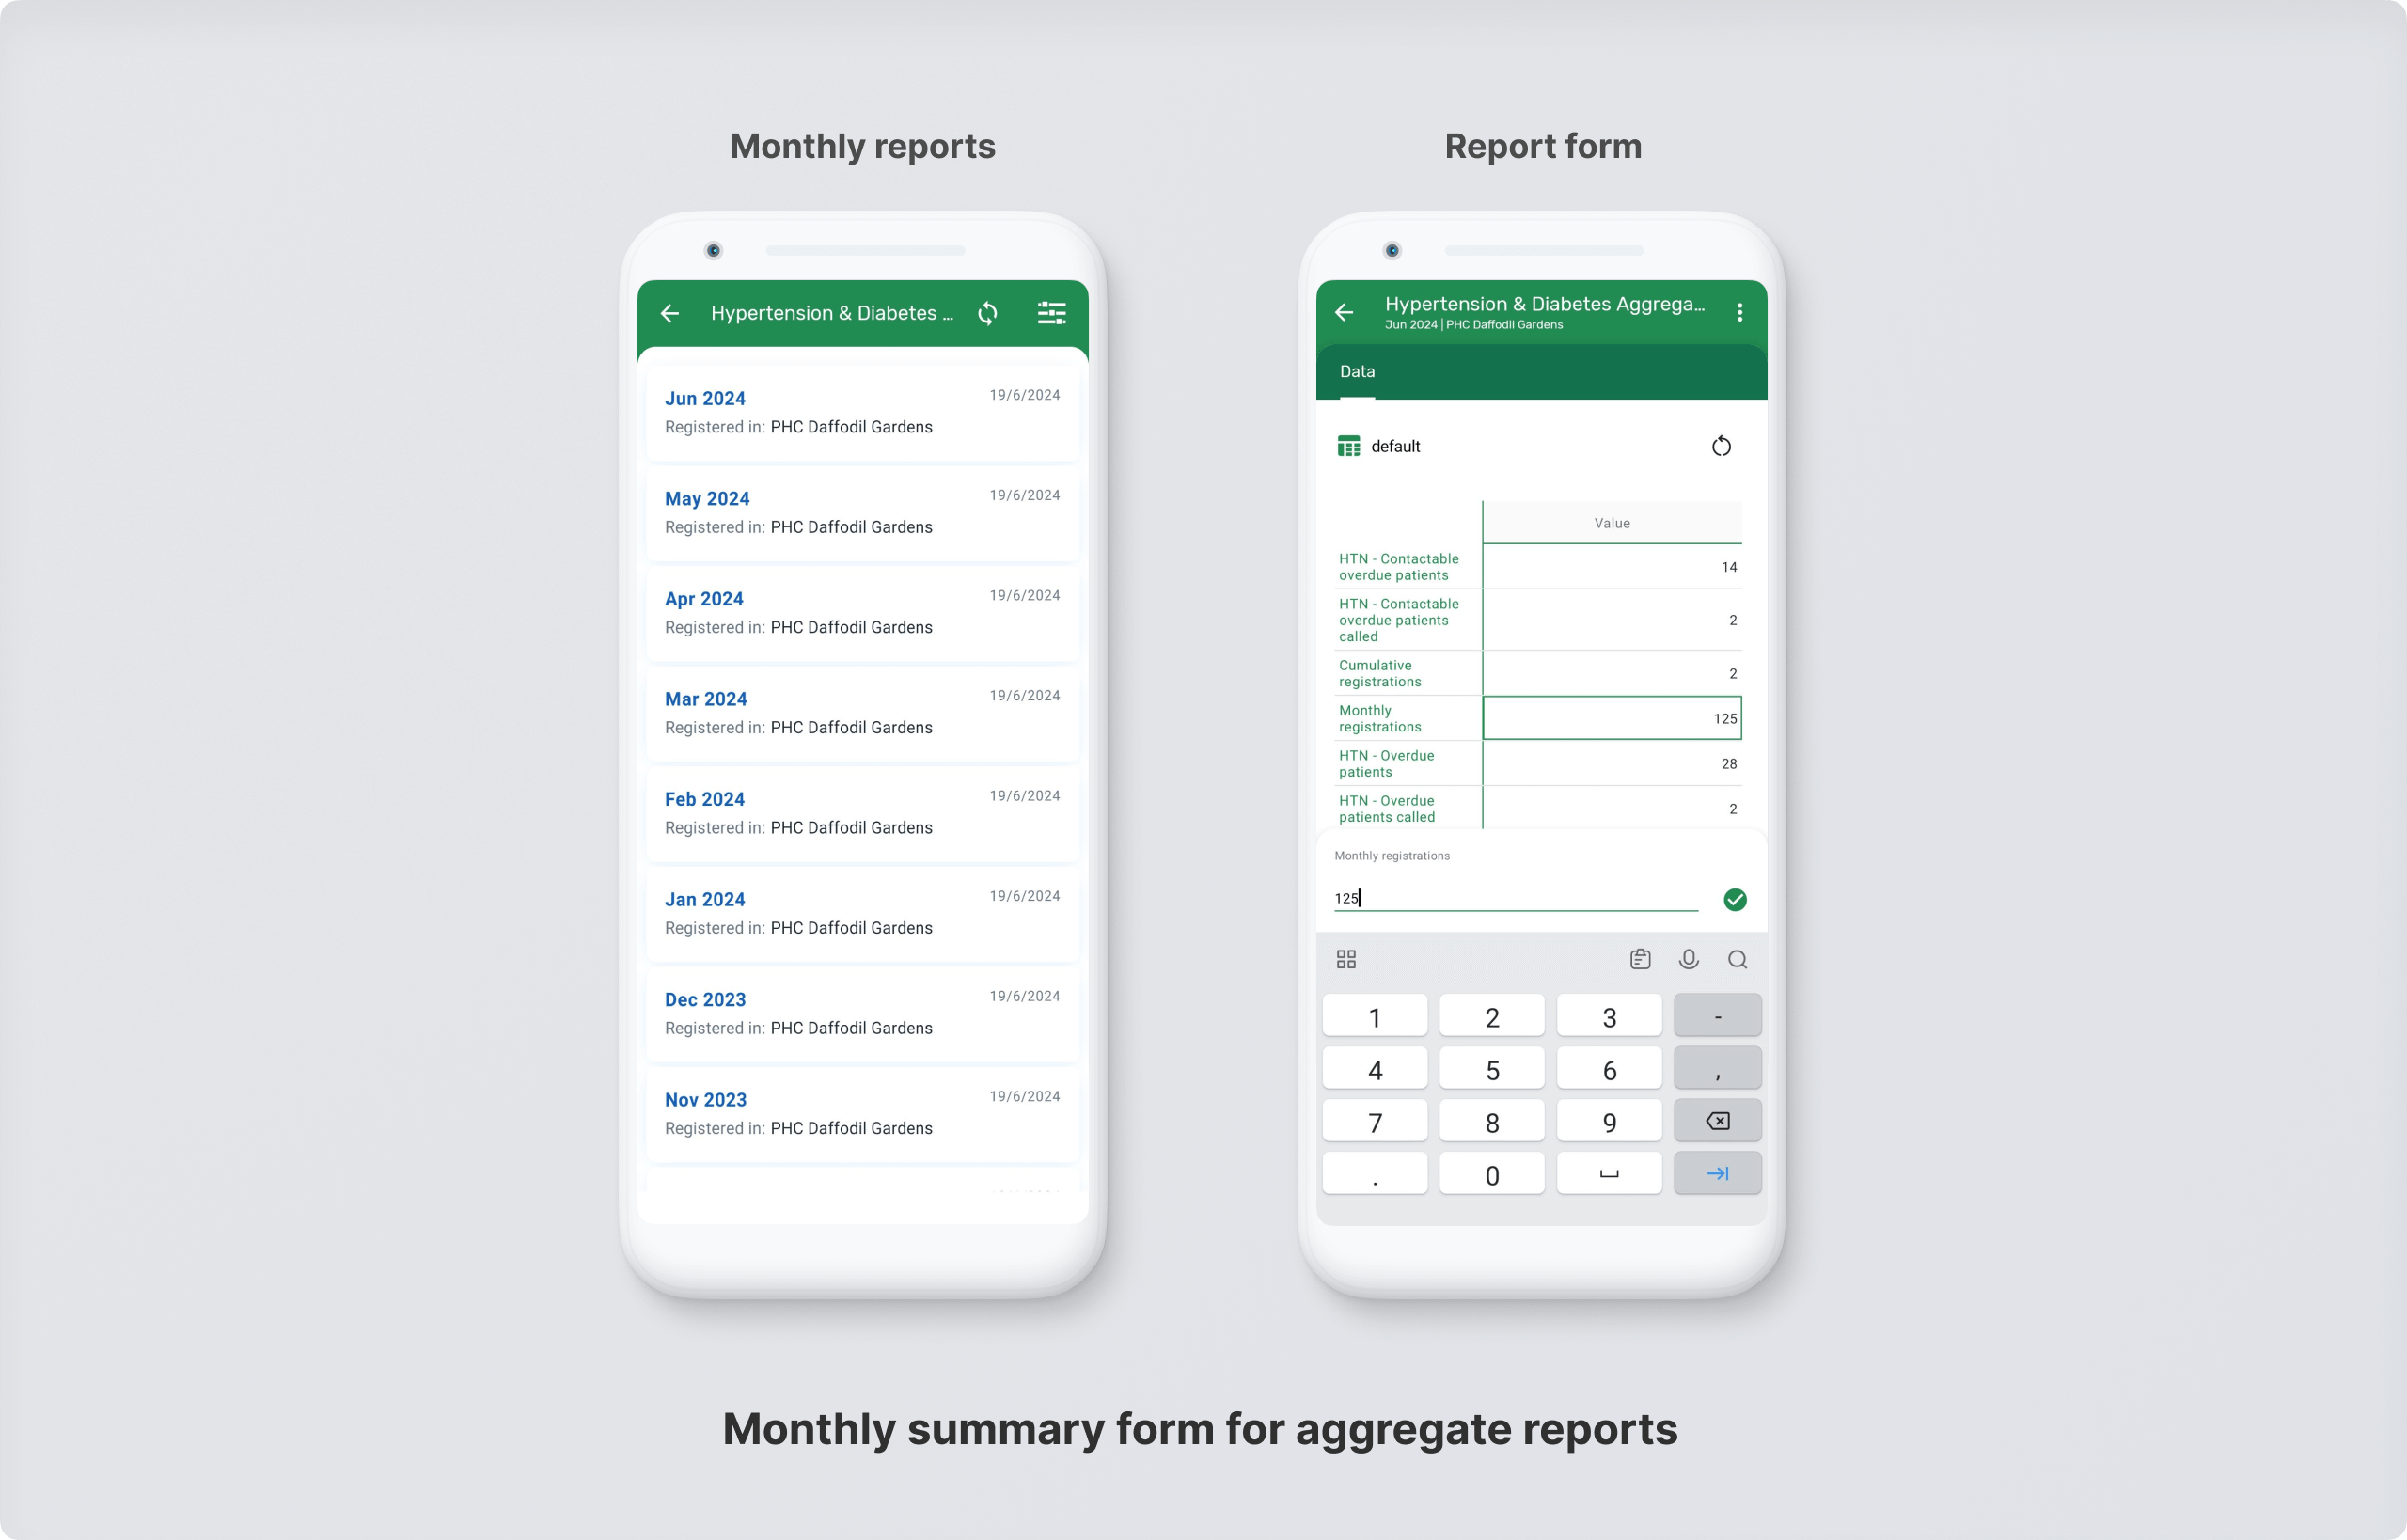 Monthly reports
Report form
Hypertension & Diabetes ...
Jun 2024
19/6/2024
Registered in: PHC Daffodil Gardens
May 2024
19/6/2024
Registered in: PHC Daffodil Gardens
Apr 2024
19/6/2024
Registered in: PHC Daffodil Gardens
Mar 2024
19/6/2024
Registered in: PHC Daffodil Gardens
Feb 2024
19/6/2024
Registered in: PHC Daffodil Gardens
Jan 2024
19/6/2024
Registered in: PHC Daffodil Gardens
Dec 2023
19/6/2024
Registered in: PHC Daffodil Gardens
Nov 2023
19/6/2024
Registered in: PHC Daffodil Gardens
Hypertension & Diabetes Aggrega...
Jun 2024 | PHC Daffodil Gardens
Data
default
Value
HTN - Contactable
overdue patients
14
HTN - Contactable
overdue patients
called
2
Cumulative
registrations
2
Monthly
registrations
125
HTN - Overdue
patients
28
HTN - Overdue
patients called
2
Monthly registrations
125
1 2 3 -
4 5 6 ,
7 8 9
. 0
Monthly summary form for aggregate reports